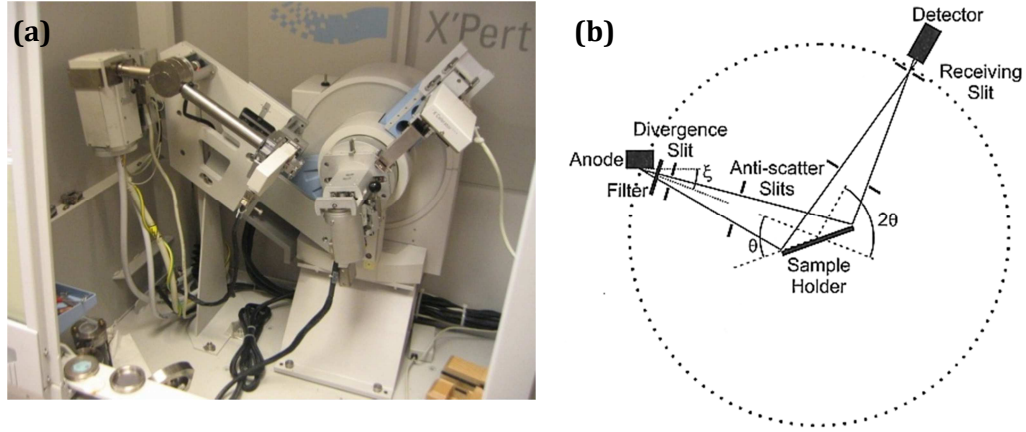 (a)
X'Pert
(b)
Detector
Receiving
Slit
Divergence
Slit
Anode
ξ
Anti-scatter
Slits
Filter
2θ
θ
Sample
Holder